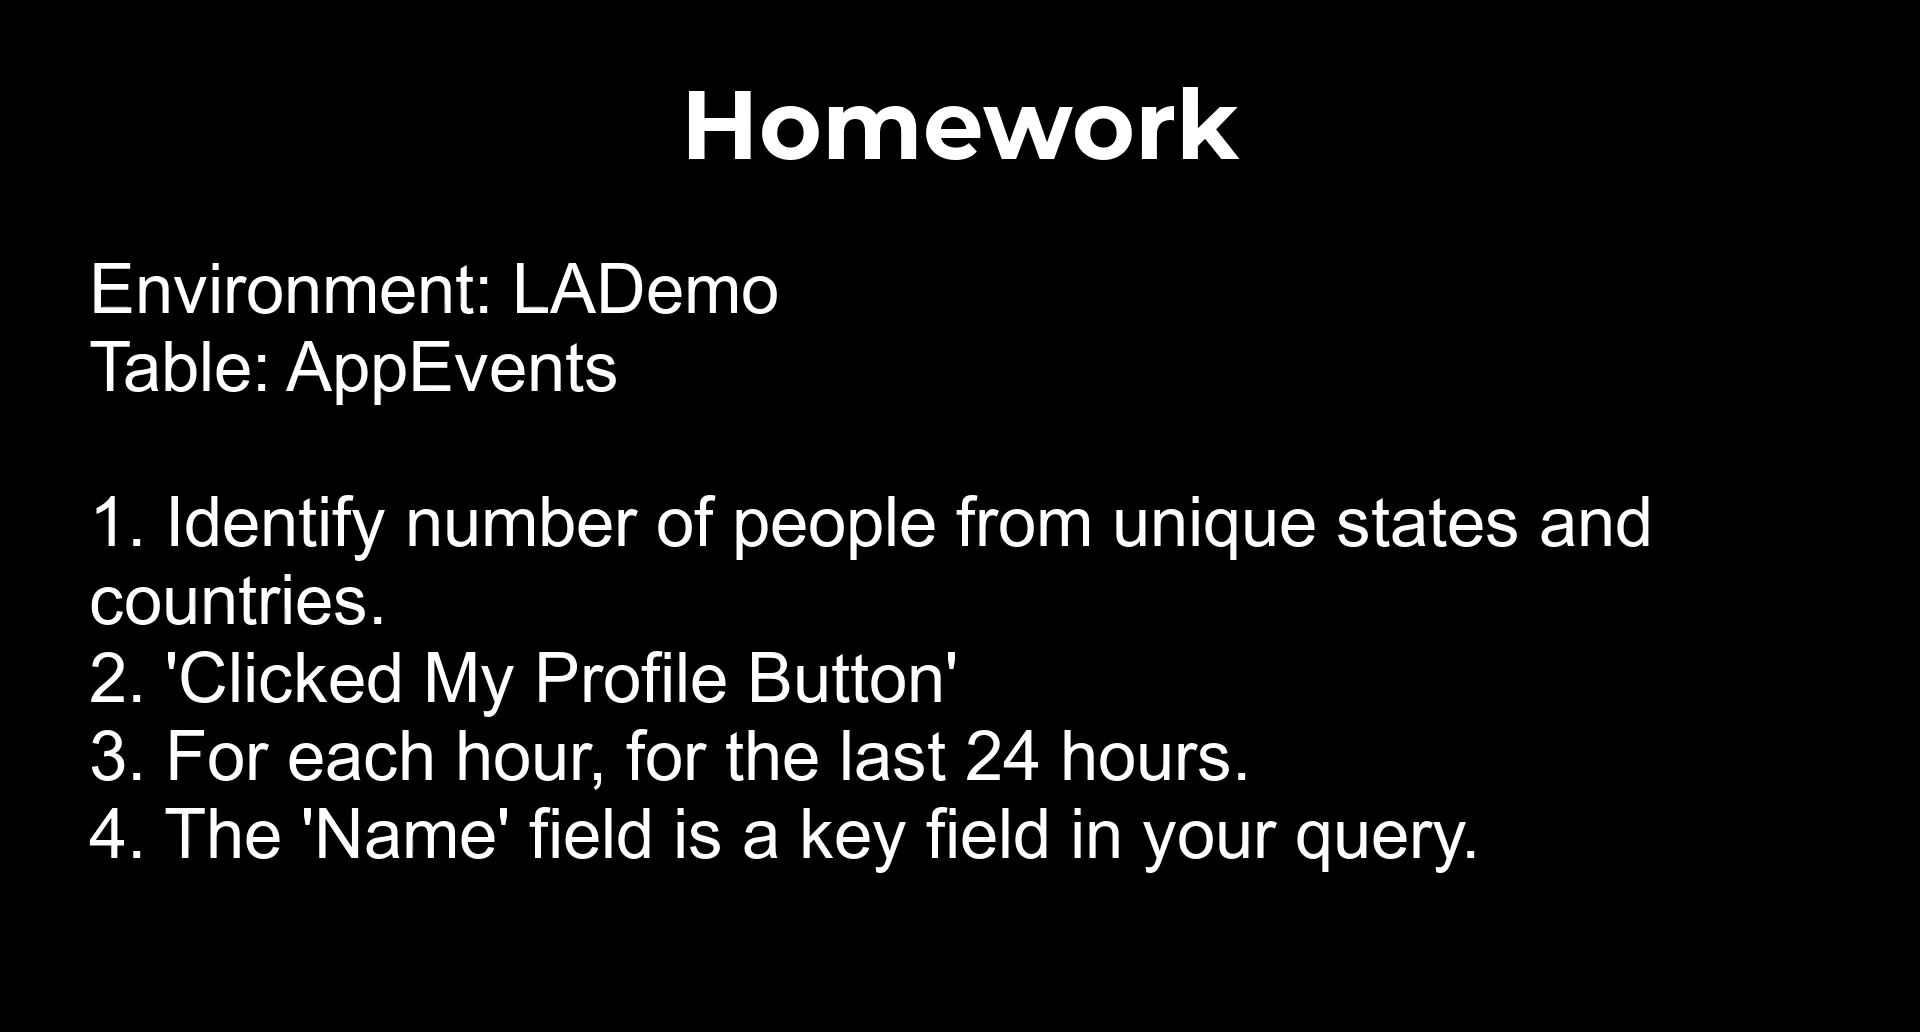 Homework
Environment: LADemo
Table: AppEvents
1. Identify number of people from unique states and
countries.
2. 'Clicked My Profile Button'
3. For each hour, for the last 24 hours.
4. The 'Name' field is a key field in your query.